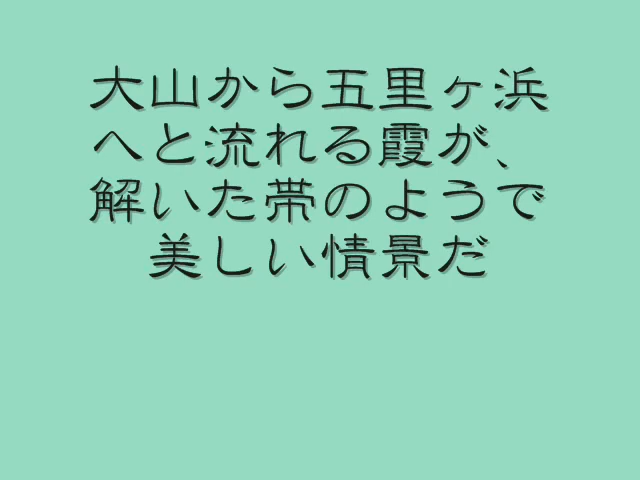 大山から五里ヶ浜
へと流れる霞が、
解いた帯のようで
美しい情景だ